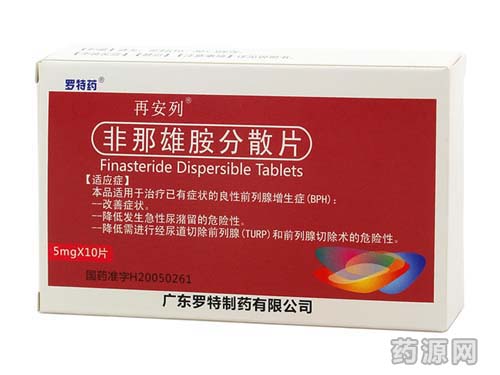 罗特药®
再安列®
非那雄胺分散片
Finasteride Dispersible Tablets
【适应症】
本品适用于治疗已有症状的良性前列腺增生症(BPH)：
—改善症状。
—降低发生急性尿潴留的危险性。
—降低需进行经尿道切除前列腺(TURP)和前列腺切除术的危险性。
5mgX10片
国药准字H20050261
广东罗特制药有限公司
药源网